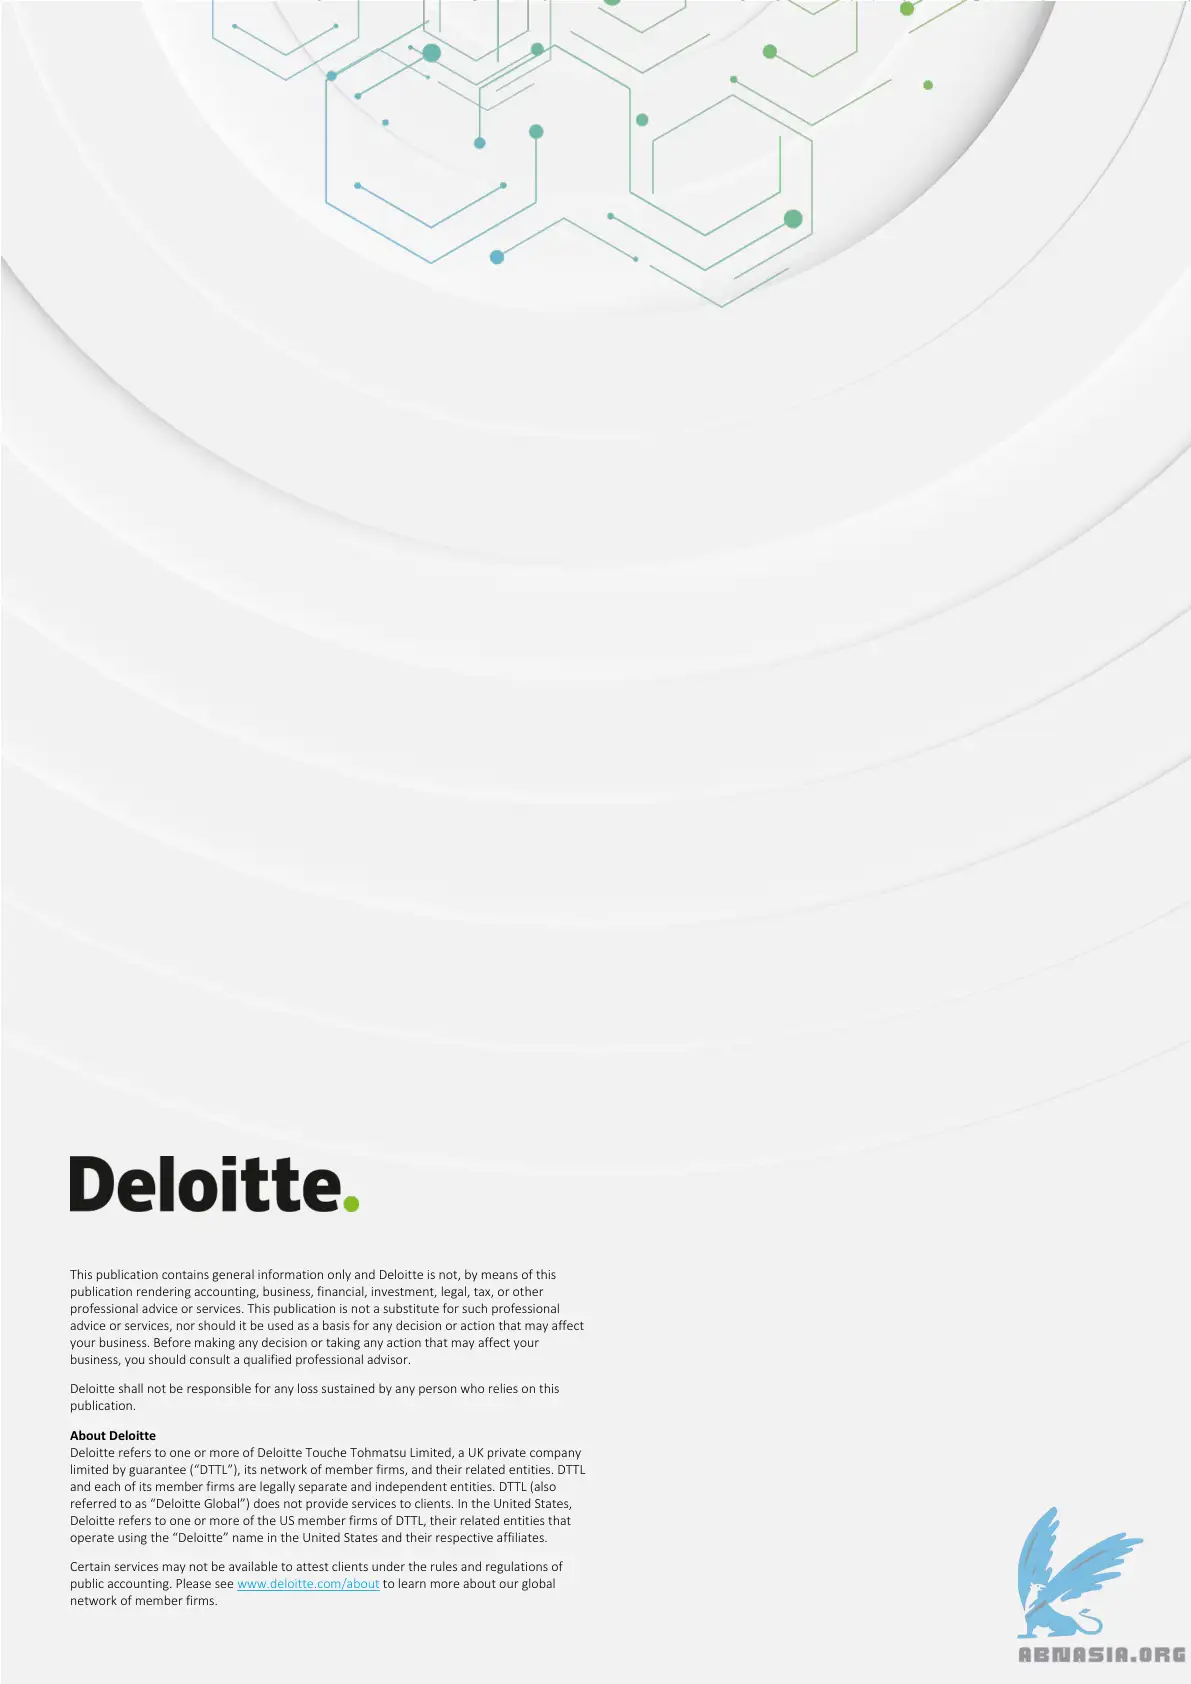 Deloitte.
This publication contains general information only and Deloitte is not, by means of this
publication rendering accounting, business, financial, investment, legal, tax, or other
professional advice or services. This publication is not a substitute for such professional
advice or services, nor should it be used as a basis for any decision or action that may affect
your business. Before making any decision or taking any action that may affect your
business, you should consult a qualified professional advisor.
Deloitte shall not be responsible for any loss sustained by any person who relies on this
publication.
About Deloitte
Deloitte refers to one or more of Deloitte Touche Tohmatsu Limited, a UK private company
limited by guarantee (“DTTL”), its network of member firms, and their related entities. DTTL
and each of its member firms are legally separate and independent entities. DTTL (also
referred to as “Deloitte Global”) does not provide services to clients. In the United States,
Deloitte refers to one or more of the US member firms of DTTL, their related entities that
operate using the “Deloitte” name in the United States and their respective affiliates.
Certain services may not be available to attest clients under the rules and regulations of
public accounting. Please see www.deloitte.com/about to learn more about our global
network of member firms.
ABNASIA.ORG